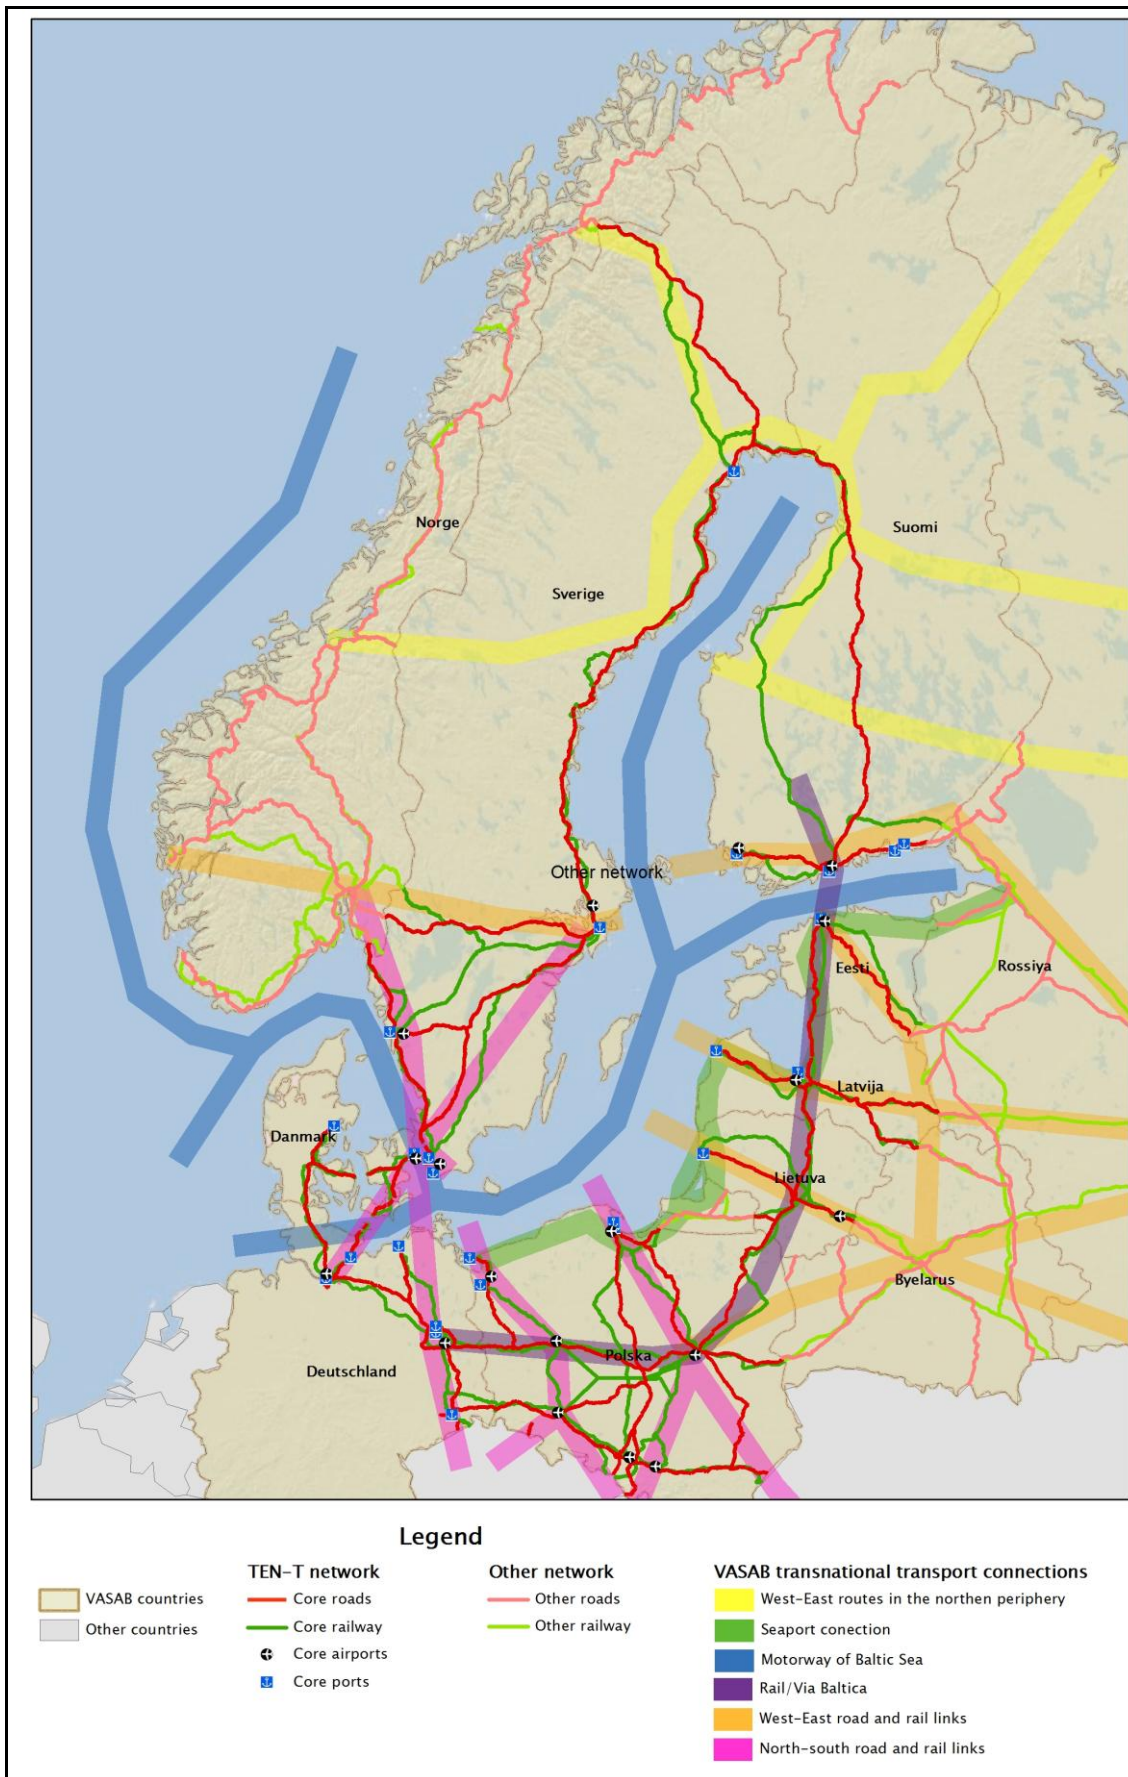 Norge
Suomi
Sverige
Other network
Eesti
Rossiya
Latvija
Danmark
Lietuva
Byelarus
Polska
Deutschland
Legend
TEN-T network
Other network
VASAB transnational transport connections
VASAB countries
Core roads
Other roads
West-East routes in the northen periphery
Other countries
Core railway
Other railway
Seaport conection
Core airports
Motorway of Baltic Sea
Core ports
Rail/Via Baltica
West-East road and rail links
North-south road and rail links